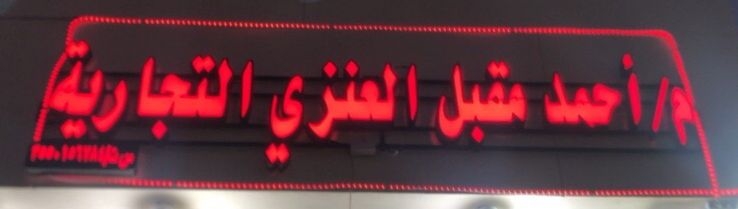 م/ أحمد مقبل العنزي التجارية